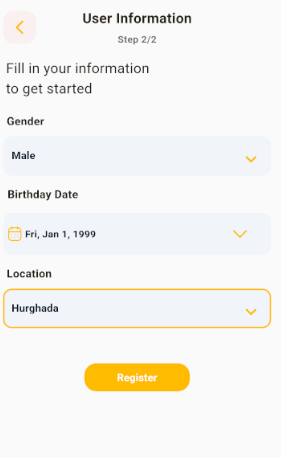 User Information
Step 2/2
Fill in your information
to get started
Gender
Male
Birthday Date
Fri, Jan 1, 1999
Location
Hurghada
Register